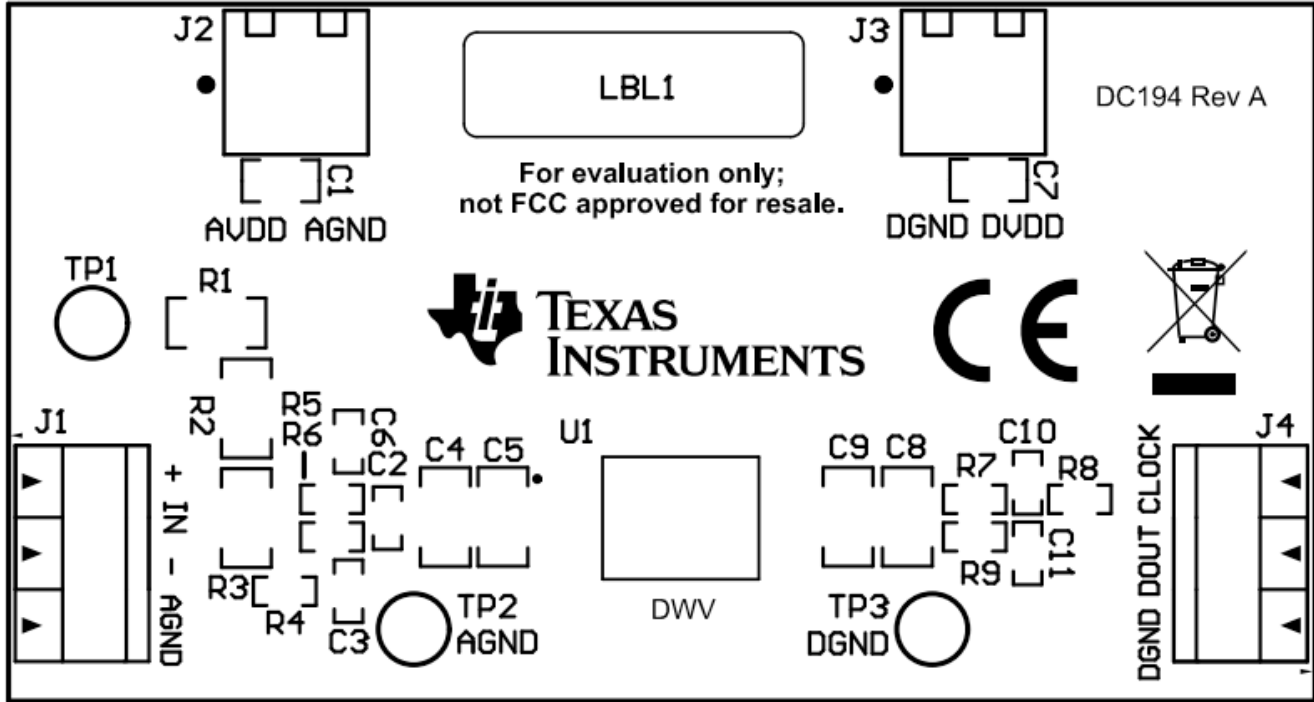 J2
LBL1
J3
DC194 Rev A
C1
C7
For evaluation only;
not FCC approved for resale.
AVDD AGND
DGND DVDD
TP1
R1
TEXAS
INSTRUMENTS
CE
J1
R2
R5
R6
C6
C2
C4
C5
U1
C9
C8
C10
R7
R8
J4
+ IN - AGND
DGND DOUT CLOCK
R3
R4
C3
TP2
AGND
DWV
TP3
DGND
R9
C11